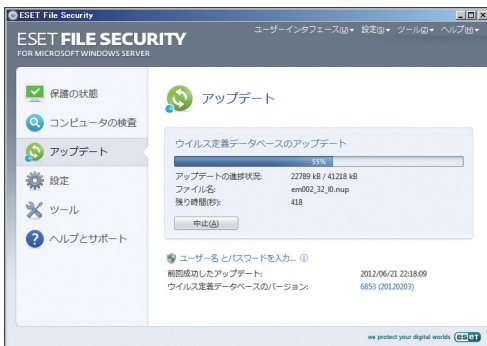 ESET File Security
ESET FILE SECURITY
FOR MICROSOFT WINDOWS SERVER
ユーザーインタフェース(U)▾ 設定(S)▾ ツール(Z)▾ ヘルプ(H)▾
保護の状態
コンピュータの検査
アップデート
設定
ツール
ヘルプとサポート
アップデート
ウイルス定義データベースのアップデート
55%
アップデートの進捗状況: 22789 kB / 41218 kB
ファイル名: em002_32_l0.nup
残り時間(秒): 418
中止(A)
ユーザー名とパスワードを入力...
前回成功したアップデート: 2012/06/21 22:18:09
ウイルス定義データベースのバージョン: 6853 (20120203)
we protect your digital worlds eset